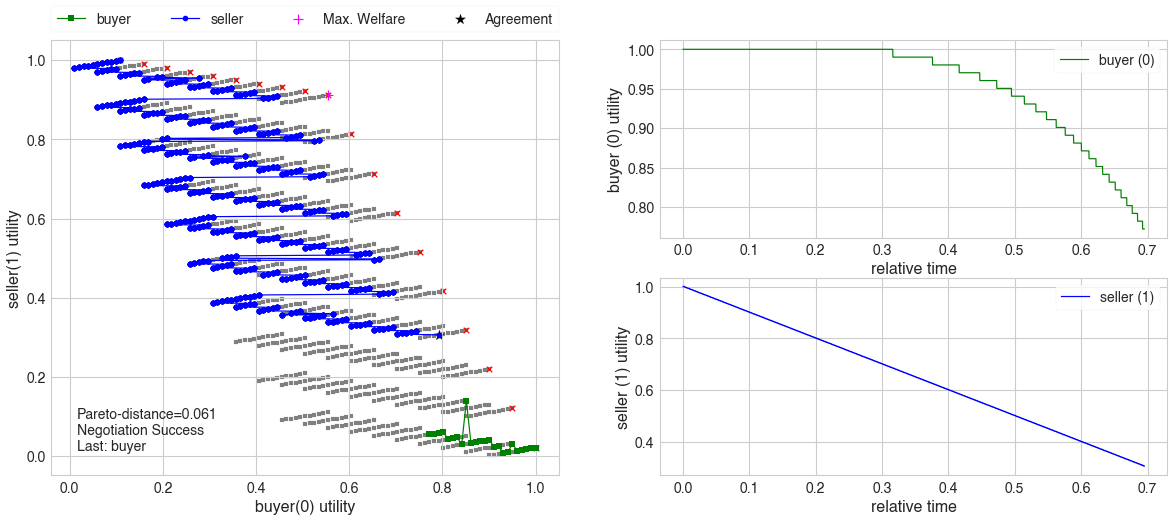 buyer seller Max. Welfare Agreement
1.0
0.8
0.6
0.4
0.2
0.0
seller(1) utility
Pareto-distance=0.061
Negotiation Success
Last: buyer
0.0 0.2 0.4 0.6 0.8 1.0
buyer(0) utility
buyer (0)
1.00
0.95
0.90
0.85
0.80
buyer (0) utility
0.0 0.1 0.2 0.3 0.4 0.5 0.6 0.7
relative time
seller (1)
1.0
0.8
0.6
0.4
seller (1) utility
0.0 0.1 0.2 0.3 0.4 0.5 0.6 0.7
relative time